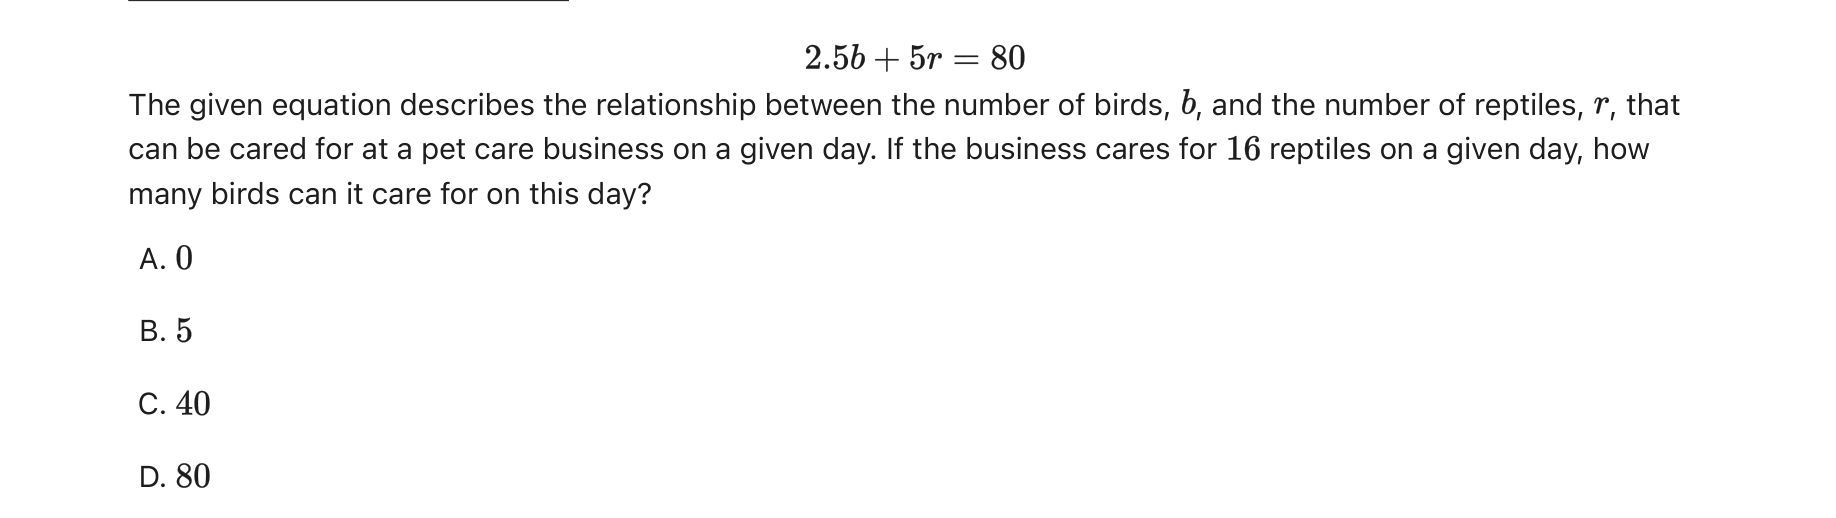 2.5b + 5r = 80
The given equation describes the relationship between the number of birds, b, and the number of reptiles, r, that
can be cared for at a pet care business on a given day. If the business cares for 16 reptiles on a given day, how
many birds can it care for on this day?
A. 0
B. 5
C. 40
D. 80